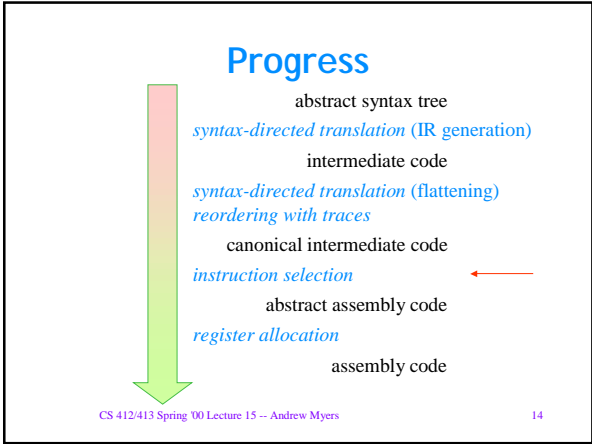 Progress
abstract syntax tree
syntax-directed translation (IR generation)
intermediate code
syntax-directed translation (flattening)
reordering with traces
canonical intermediate code
instruction selection
abstract assembly code
register allocation
assembly code
CS 412/413 Spring '00 Lecture 15 -- Andrew Myers 14